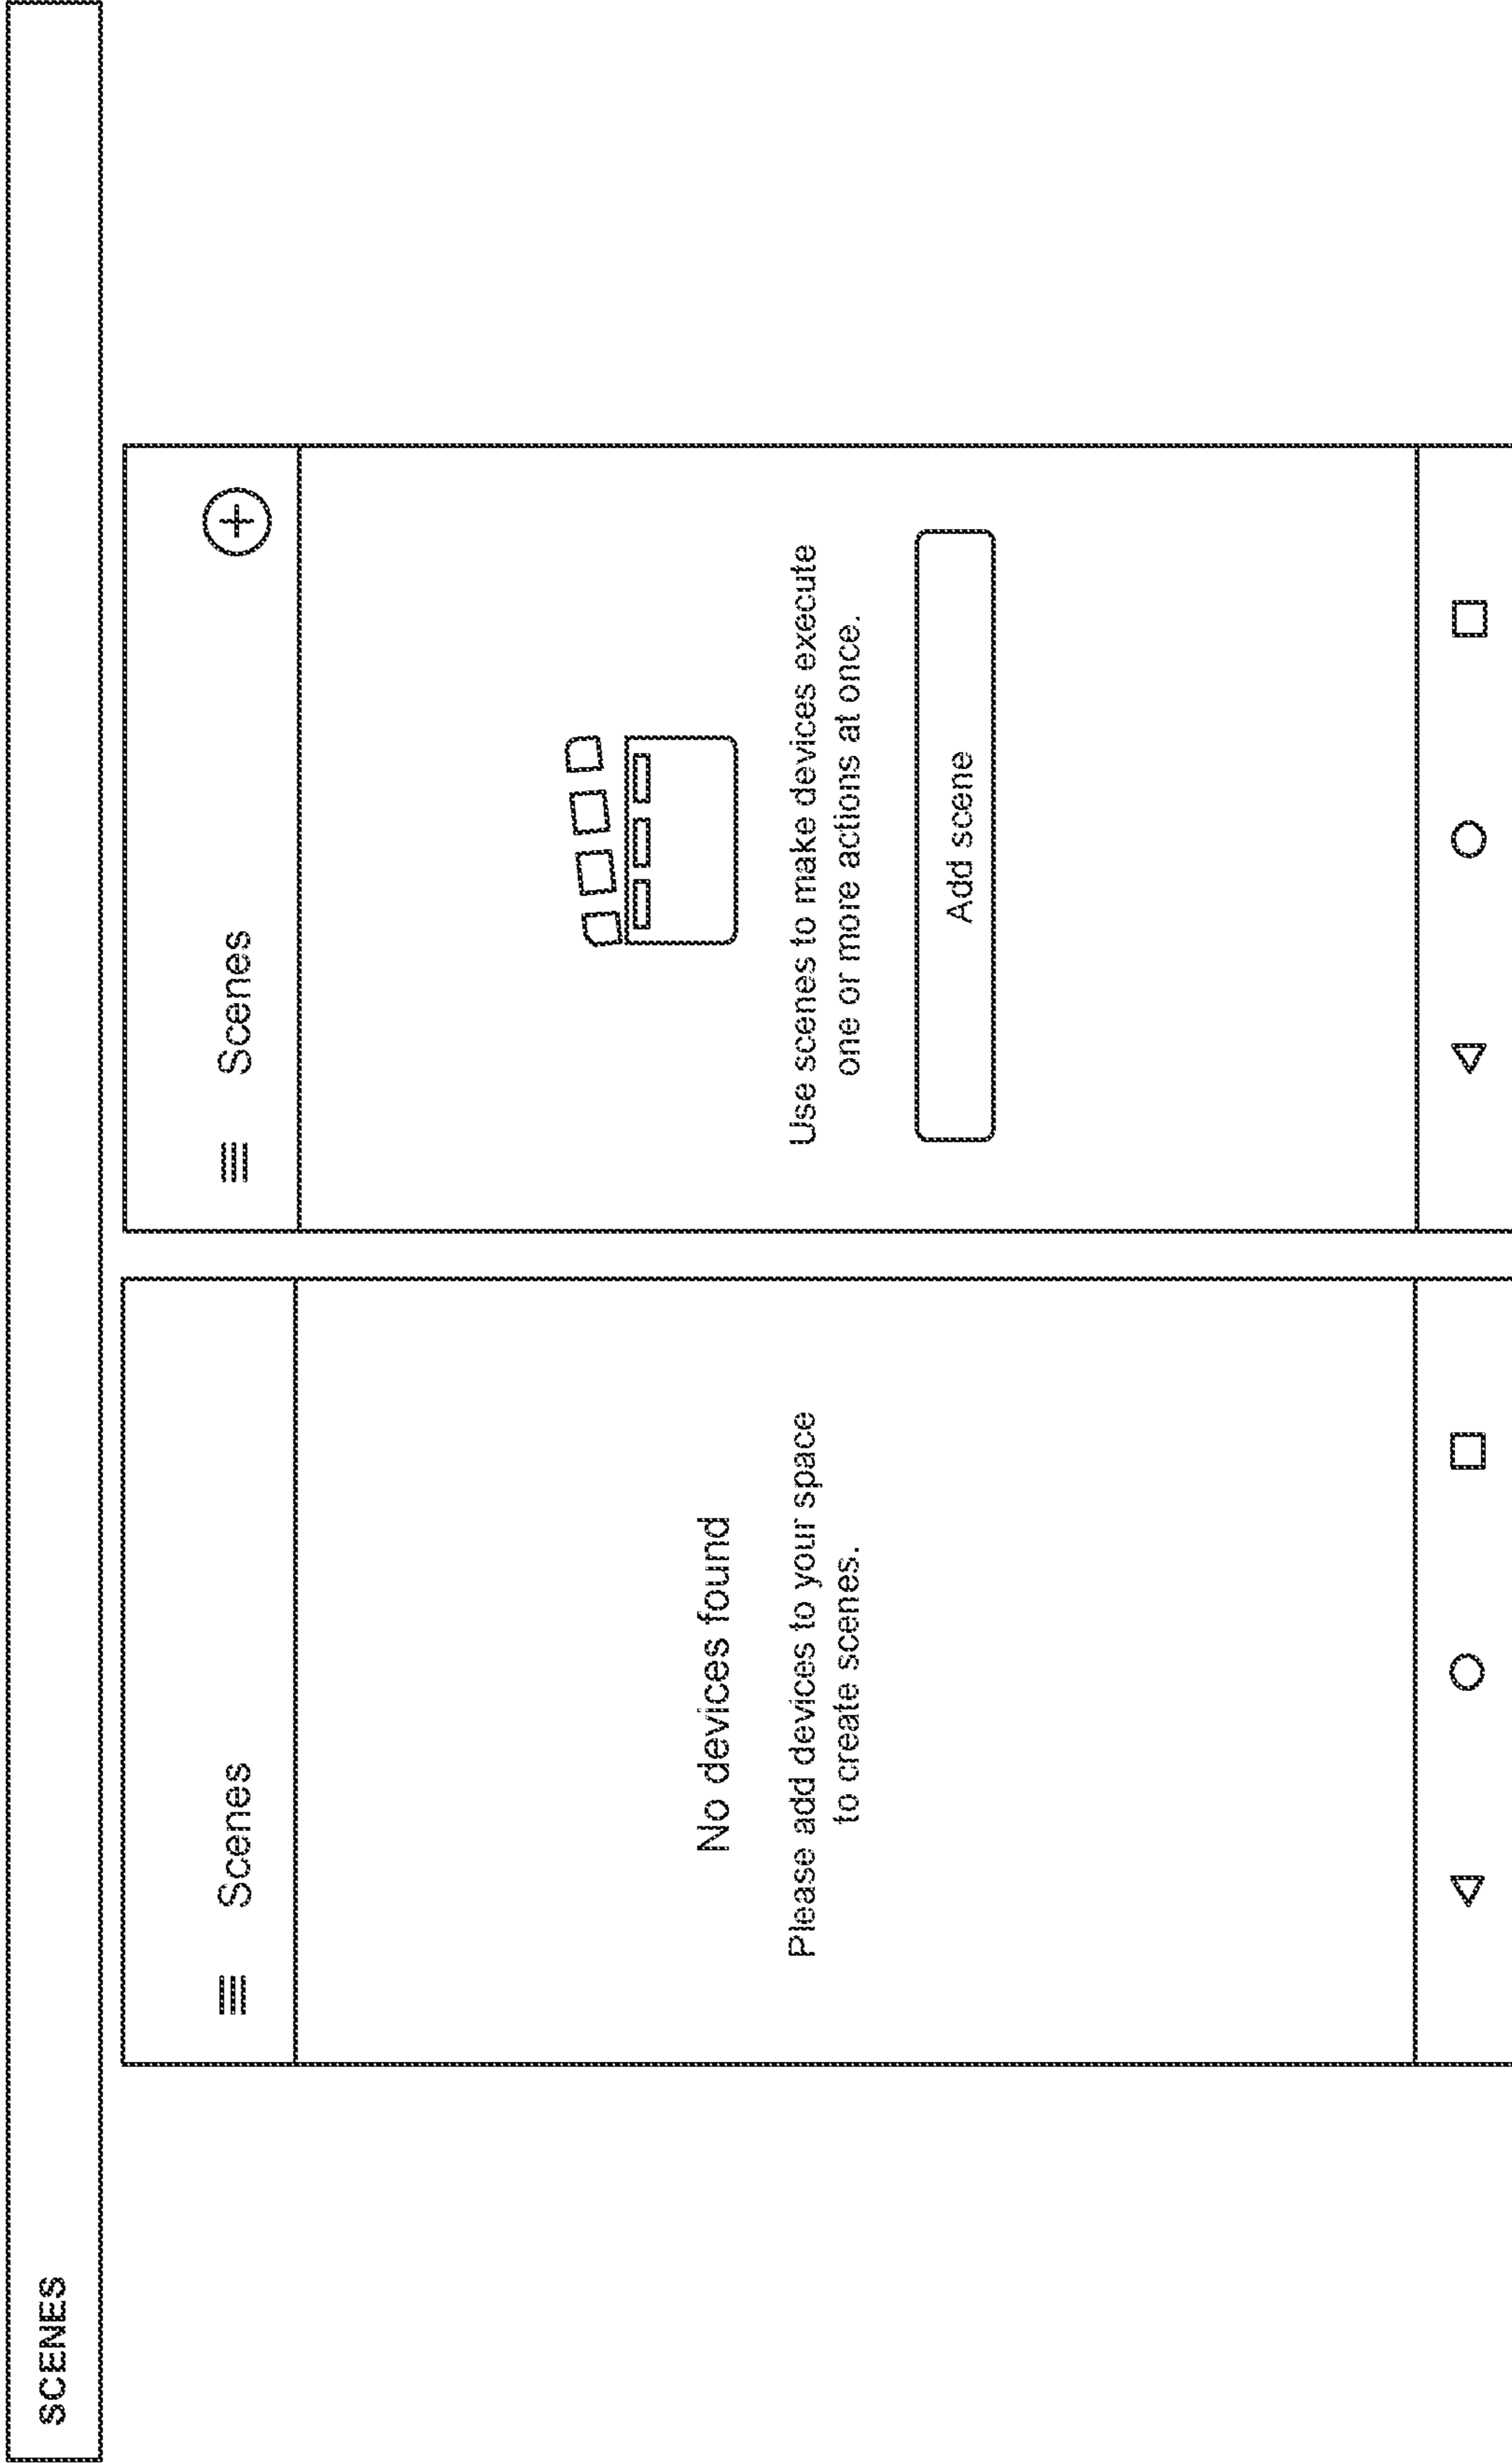 SCENES
Scenes
No devices found
Please add devices to your space
to create scenes.
Scenes
Use scenes to make devices execute
one or more actions at once.
Add scene